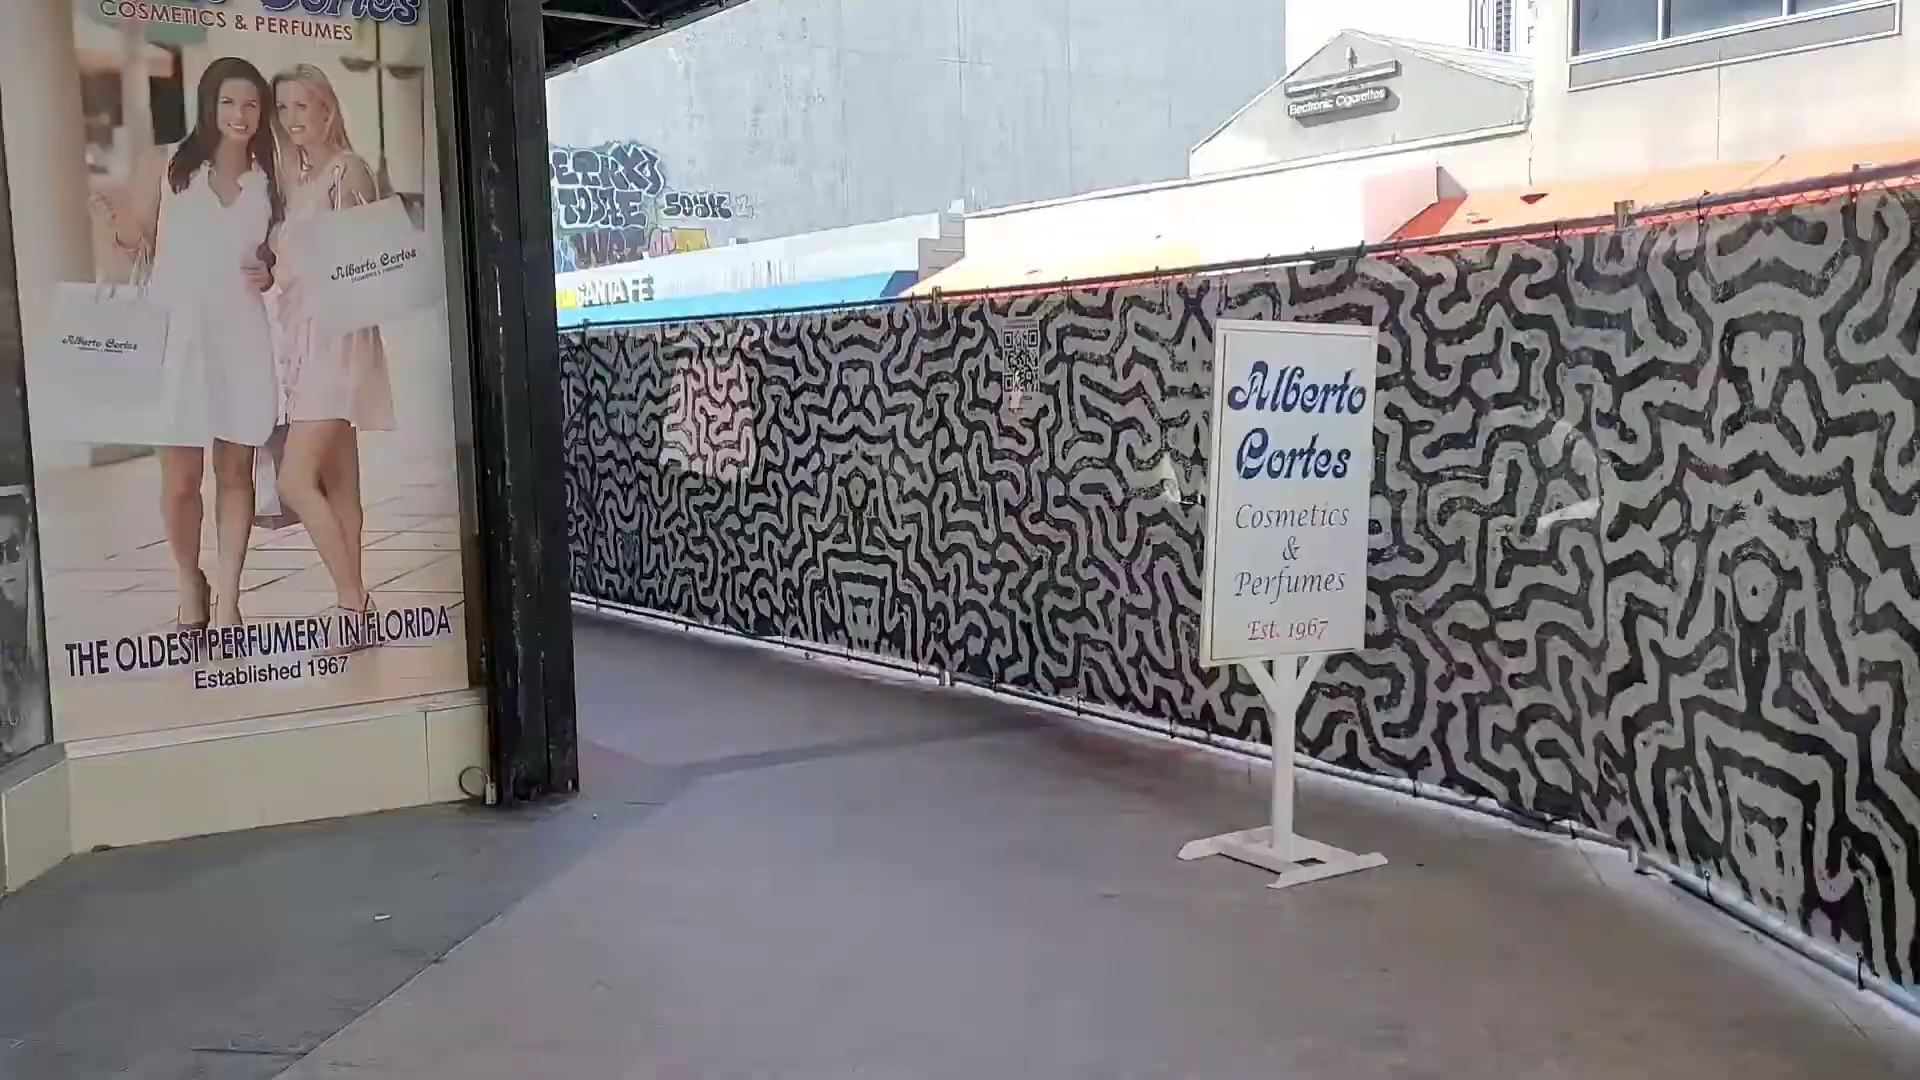 COSMETICS & PERFUMES
Alberto Cortes
Alberto Cortes
THE OLDEST PERFUMERY IN FLORIDA
Established 1967
TODAE
SANTA FE
Electronic Cigarettes
Alberto
Cortes
Cosmetics
&
Perfumes
Est. 1967